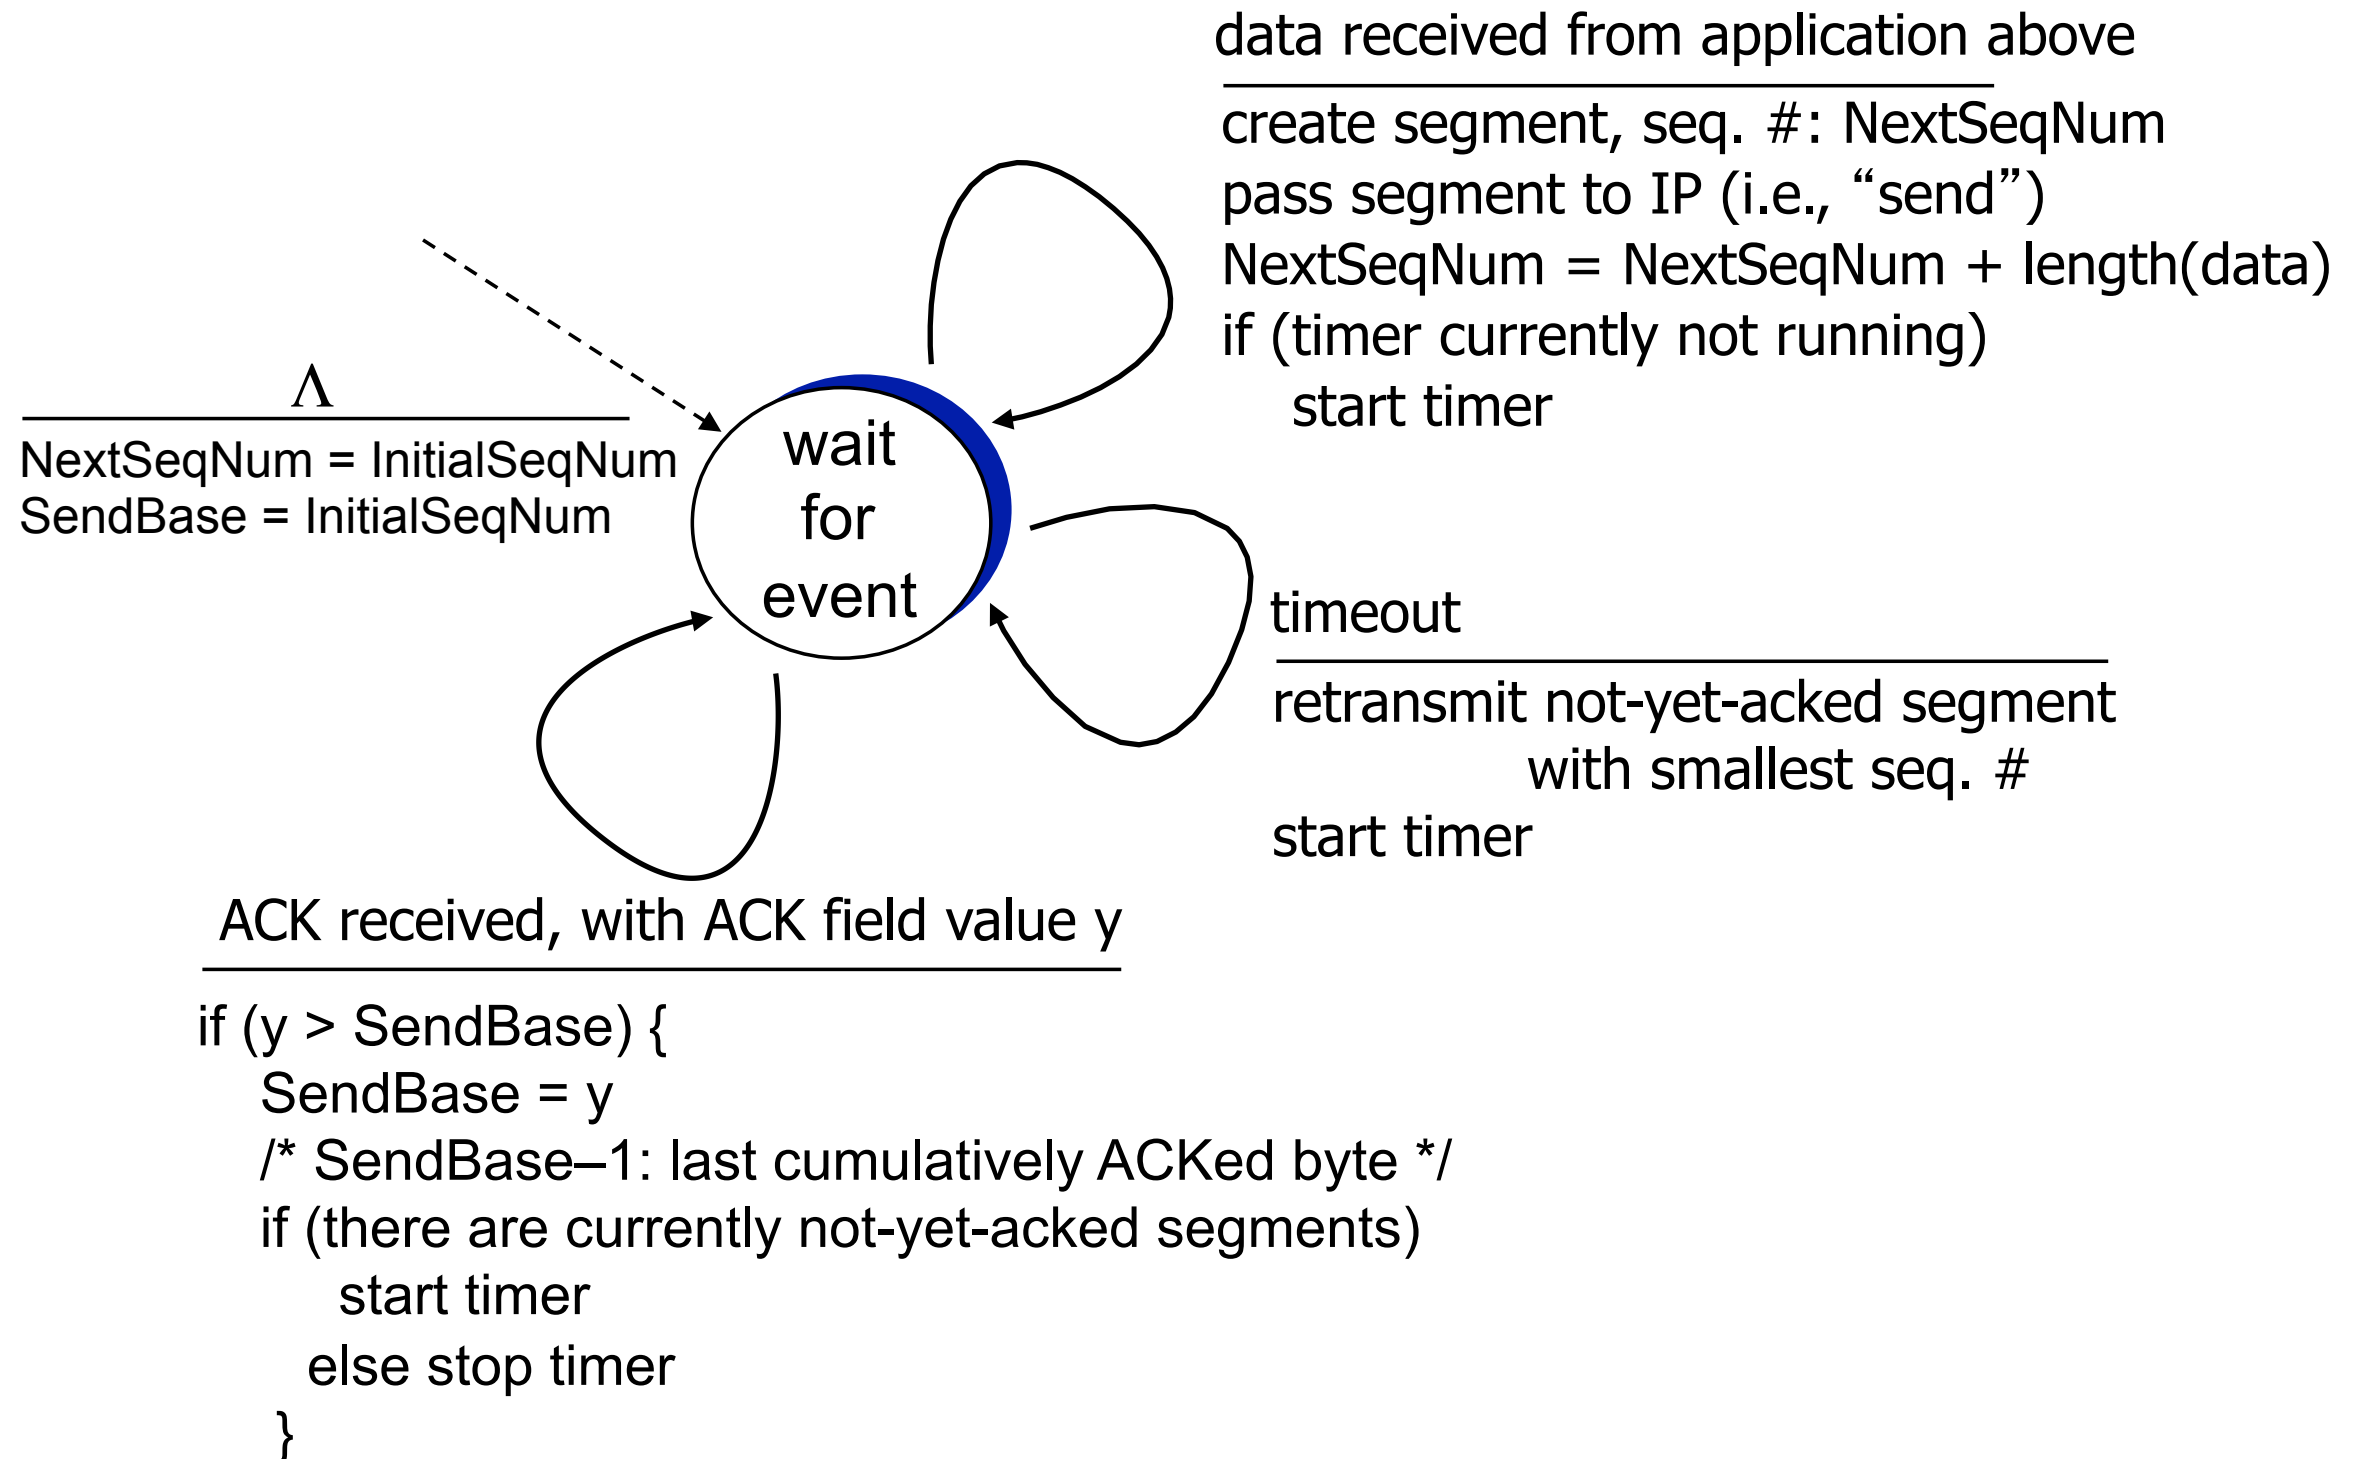 data received from application above
create segment, seq. #: NextSeqNum
pass segment to IP (i.e., “send”)
NextSeqNum = NextSeqNum + length(data)
if (timer currently not running)
start timer
Λ
NextSeqNum = InitialSeqNum
SendBase = InitialSeqNum
wait
for
event
timeout
retransmit not-yet-acked segment
with smallest seq. #
start timer
ACK received, with ACK field value y
if (y > SendBase) {
SendBase = y
/* SendBase–1: last cumulatively ACKed byte */
if (there are currently not-yet-acked segments)
start timer
else stop timer
}